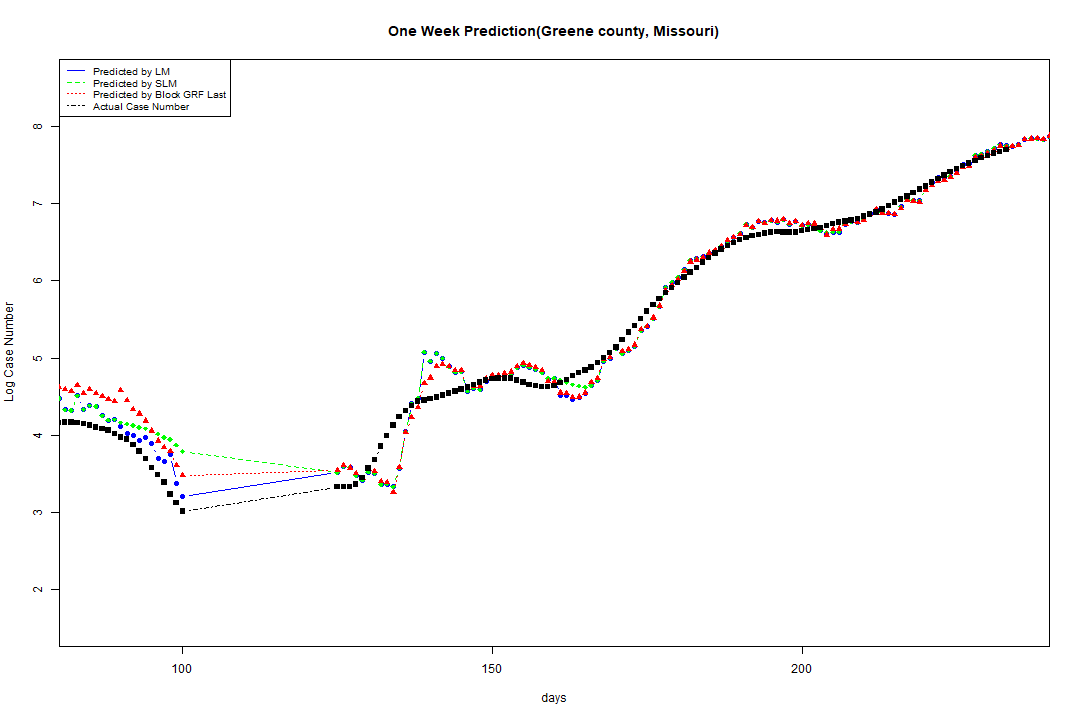 One Week Prediction(Greene county, Missouri)
Predicted by LM
Predicted by SLM
Predicted by Block GRF Last
Actual Case Number
Log Case Number
8
7
6
5
4
3
2
100 150 200
days